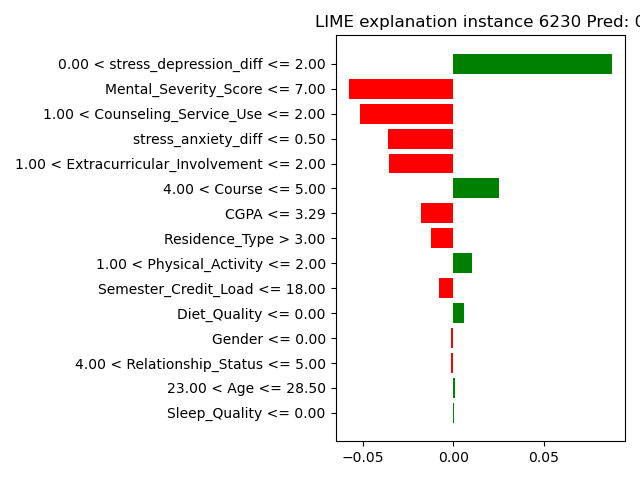 LIME explanation instance 6230 Pred: 0
0.00 < stress_depression_diff <= 2.00
Mental_Severity_Score <= 7.00
1.00 < Counseling_Service_Use <= 2.00
stress_anxiety_diff <= 0.50
1.00 < Extracurricular_Involvement <= 2.00
4.00 < Course <= 5.00
CGPA <= 3.29
Residence_Type > 3.00
1.00 < Physical_Activity <= 2.00
Semester_Credit_Load <= 18.00
Diet_Quality <= 0.00
Gender <= 0.00
4.00 < Relationship_Status <= 5.00
23.00 < Age <= 28.50
Sleep_Quality <= 0.00
−0.05 0.00 0.05